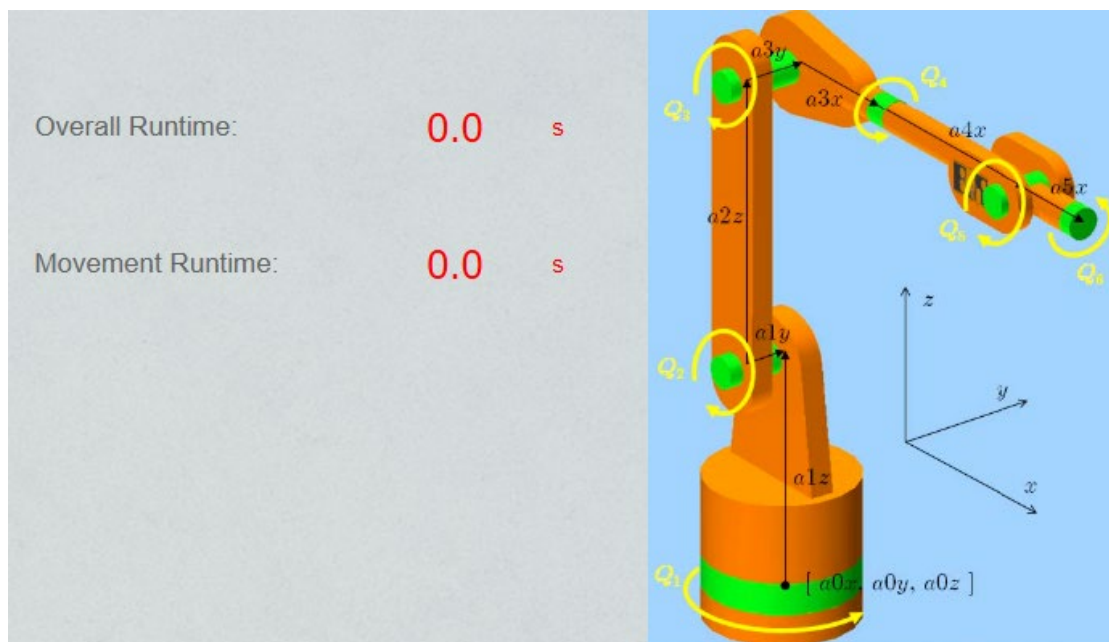 Overall Runtime: 0.0 s
Movement Runtime: 0.0 s
a3y
Q₃
a3x
Q₄
a4x
a5x
Q₅
Q₆
a2z
a1y
Q₂
z
y
x
a1z
Q₁
[ a0x, a0y, a0z ]